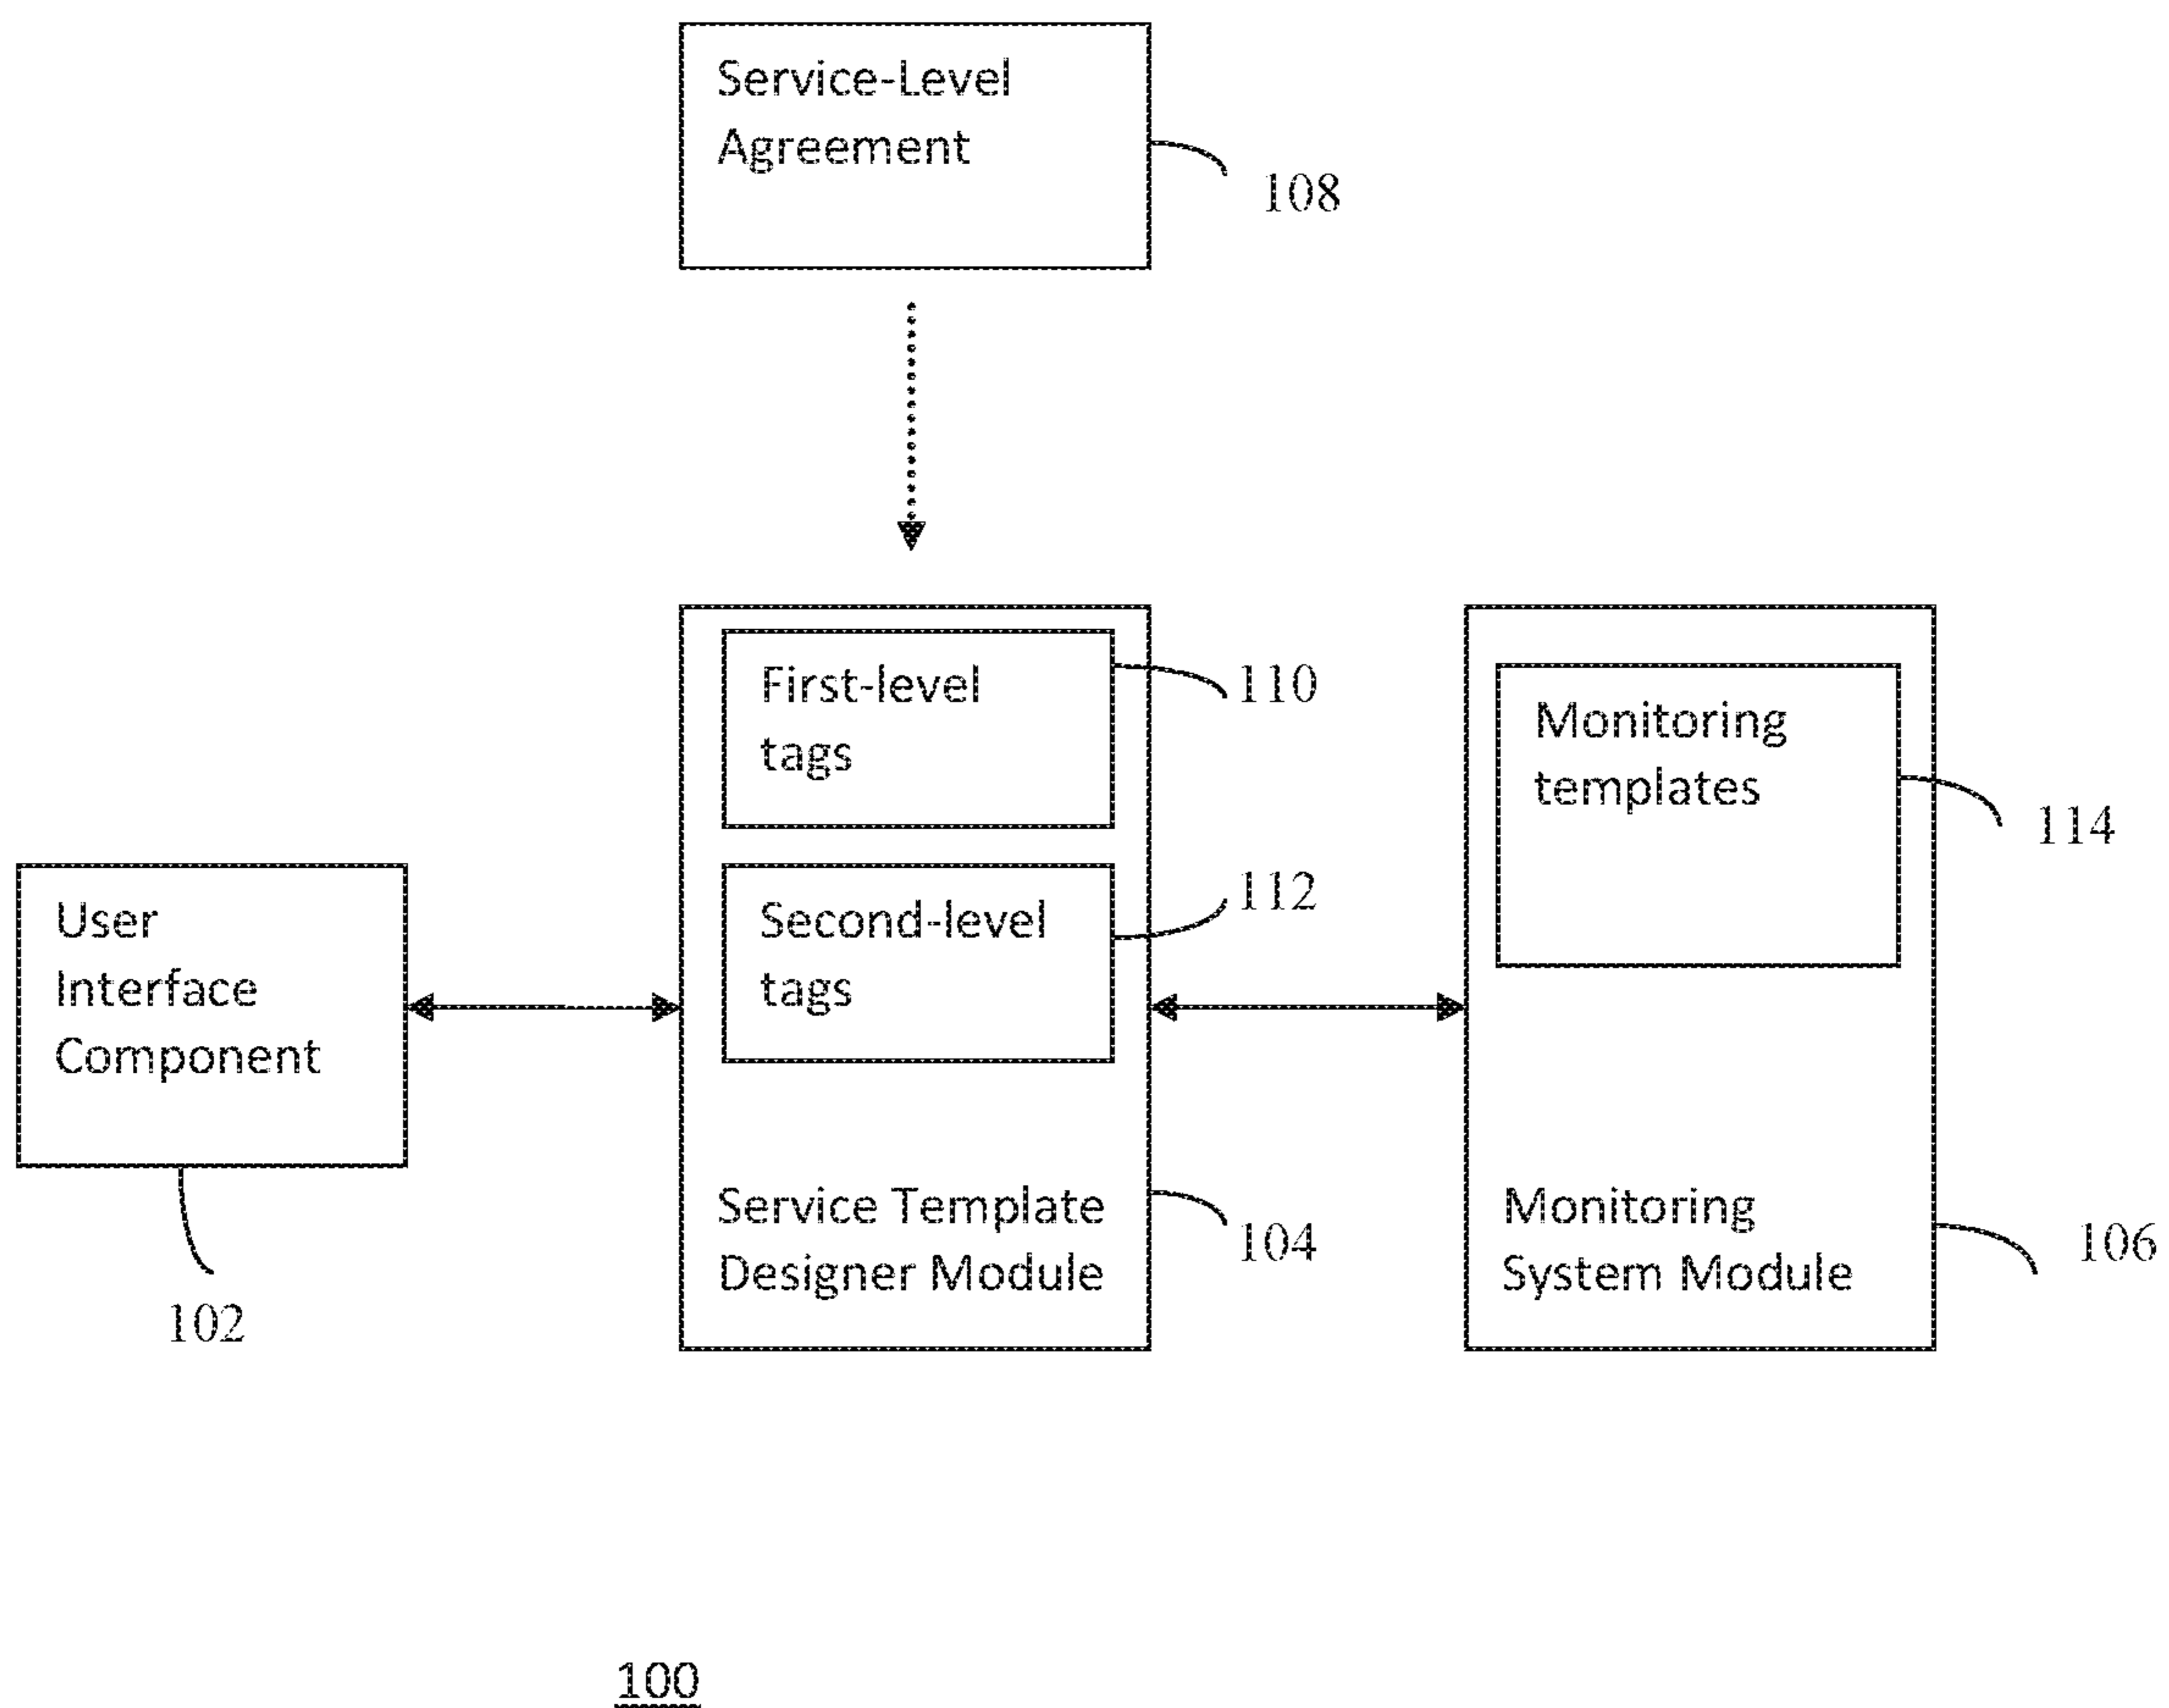 Service-Level
Agreement
108
First-level
tags
110
Second-level
tags
112
Service Template
Designer Module
104
Monitoring
templates
114
Monitoring
System Module
106
User
Interface
Component
102
100